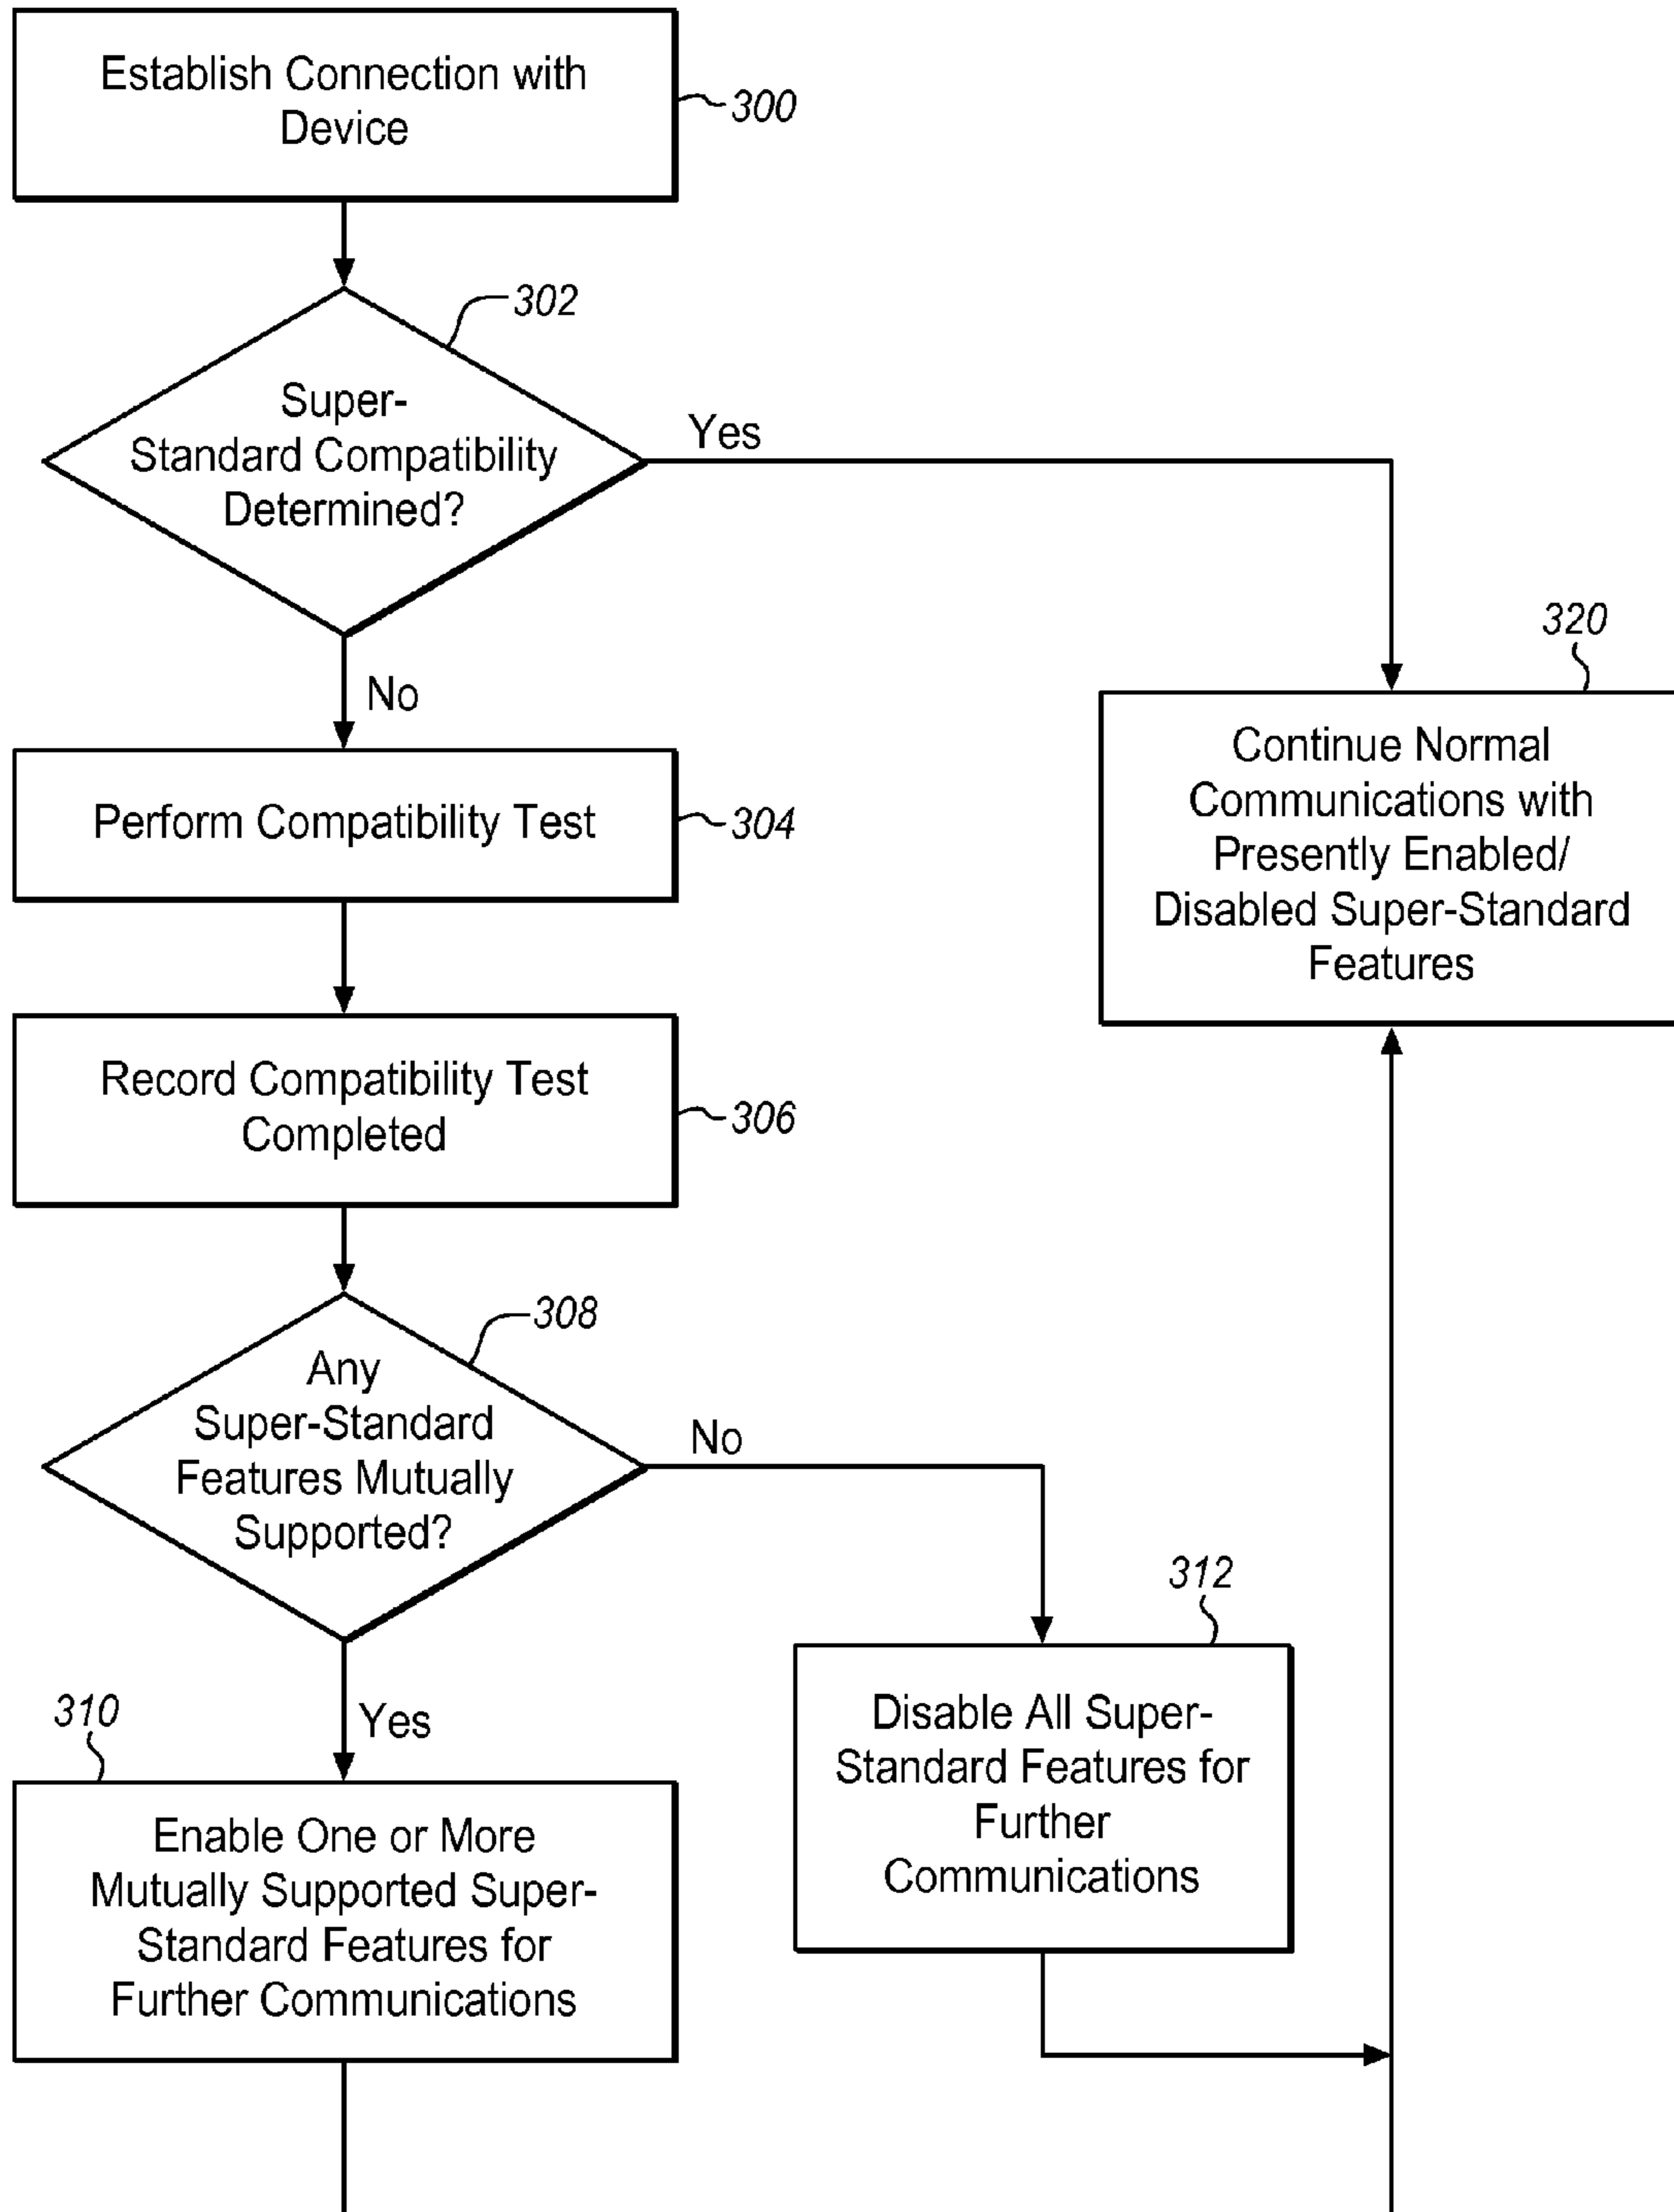 Establish Connection with
Device
300
302
Super-
Standard Compatibility
Determined?
Yes
No
320
Continue Normal
Communications with
Presently Enabled/
Disabled Super-Standard
Features
Perform Compatibility Test
304
Record Compatibility Test
Completed
306
308
Any
Super-Standard
Features Mutually
Supported?
No
Yes
312
Disable All Super-
Standard Features for
Further
Communications
310
Enable One or More
Mutually Supported Super-
Standard Features for
Further Communications